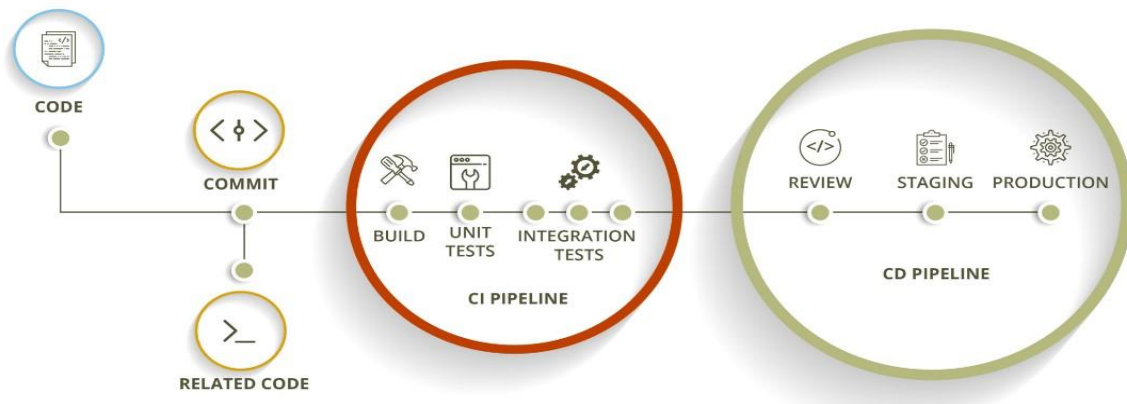 CODE
COMMIT
RELATED CODE
BUILD
UNIT
TESTS
INTEGRATION
TESTS
CI PIPELINE
REVIEW
STAGING
PRODUCTION
CD PIPELINE